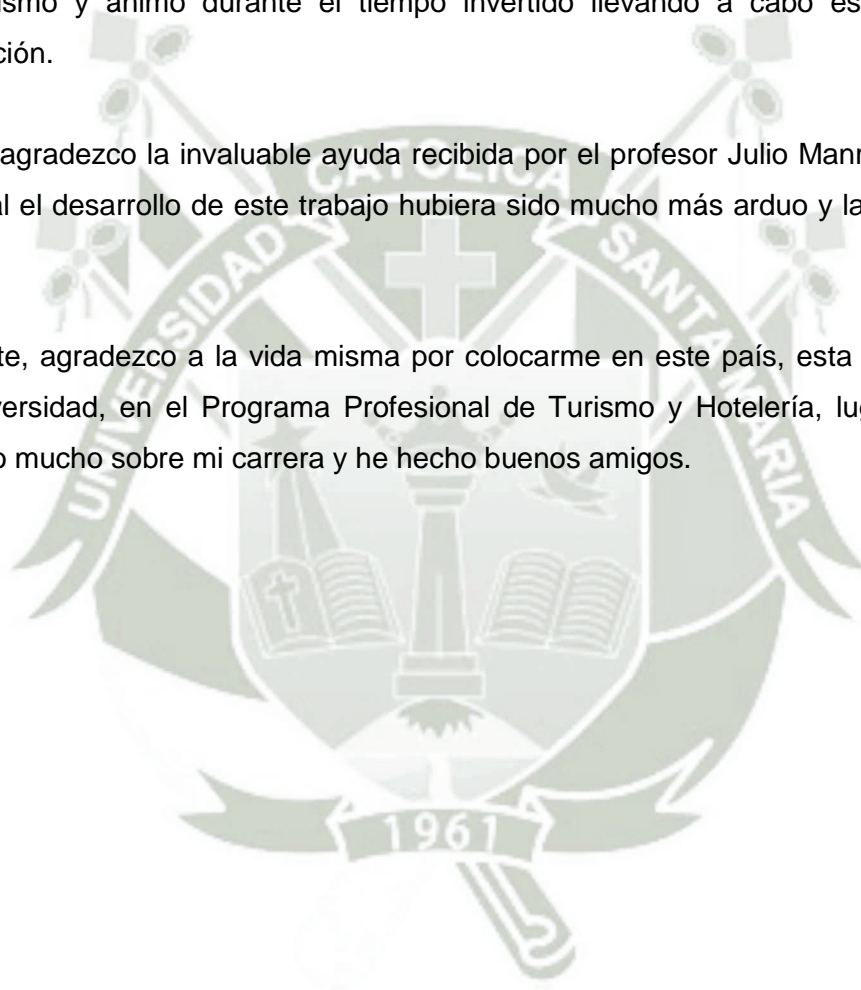 ismo y ánimo durante el tiempo invertido llevando a cabo es
ción.
agradezco la invaluable ayuda recibida por el profesor Julio Manr
al el desarrollo de este trabajo hubiera sido mucho más arduo y la
te, agradezco a la vida misma por colocarme en este país, esta
versidad, en el Programa Profesional de Turismo y Hotelería, lu
o mucho sobre mi carrera y he hecho buenos amigos.
UNIVERSIDAD CATOLICA SANTA MARIA
1961